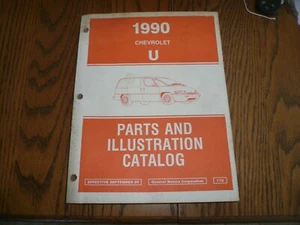 1990
CHEVROLET
U
PARTS AND
ILLUSTRATION
CATALOG
General Motors Corporation